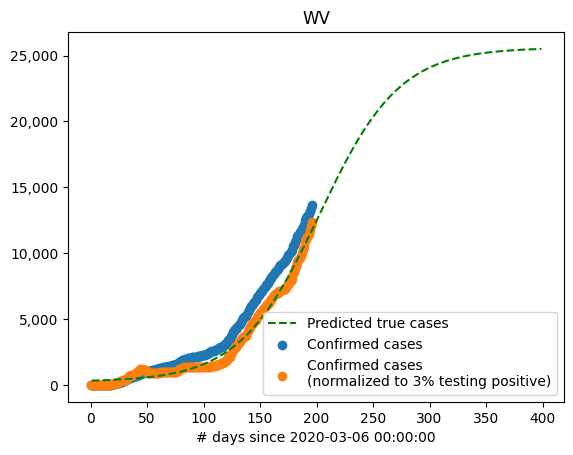 WV
25,000
20,000
15,000
10,000
5,000
0
Predicted true cases
Confirmed cases
Confirmed cases
(normalized to 3% testing positive)
0 50 100 150 200 250 300 350 400
# days since 2020-03-06 00:00:00